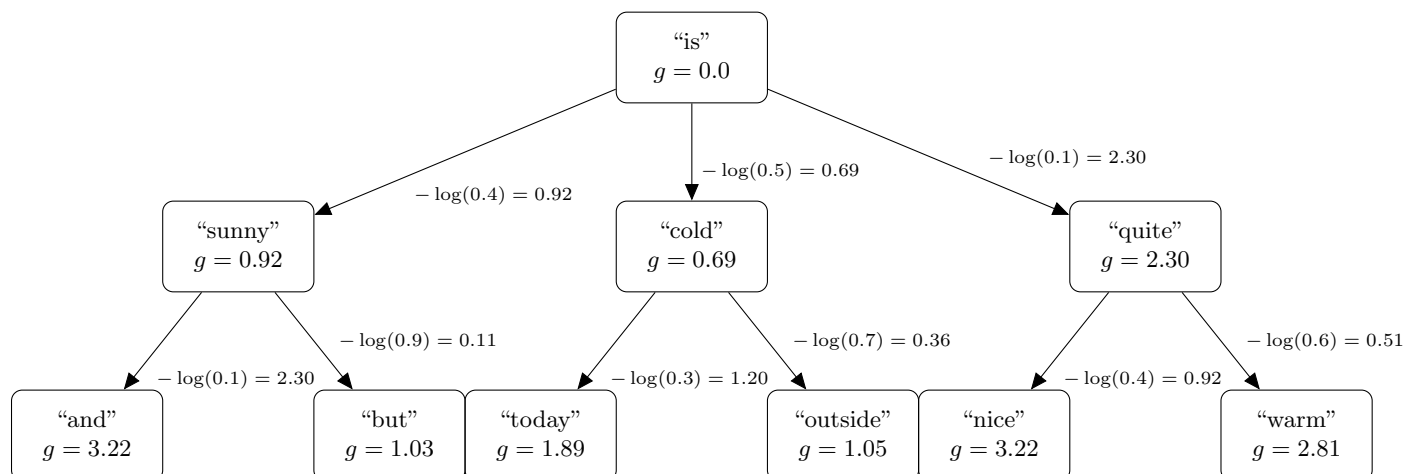 “is”
g = 0.0
− log(0.4) = 0.92
− log(0.5) = 0.69
− log(0.1) = 2.30
“sunny”
g = 0.92
“cold”
g = 0.69
“quite”
g = 2.30
− log(0.1) = 2.30
− log(0.9) = 0.11
− log(0.3) = 1.20
− log(0.7) = 0.36
− log(0.4) = 0.92
− log(0.6) = 0.51
“and”
g = 3.22
“but”
g = 1.03
“today”
g = 1.89
“outside”
g = 1.05
“nice”
g = 3.22
“warm”
g = 2.81